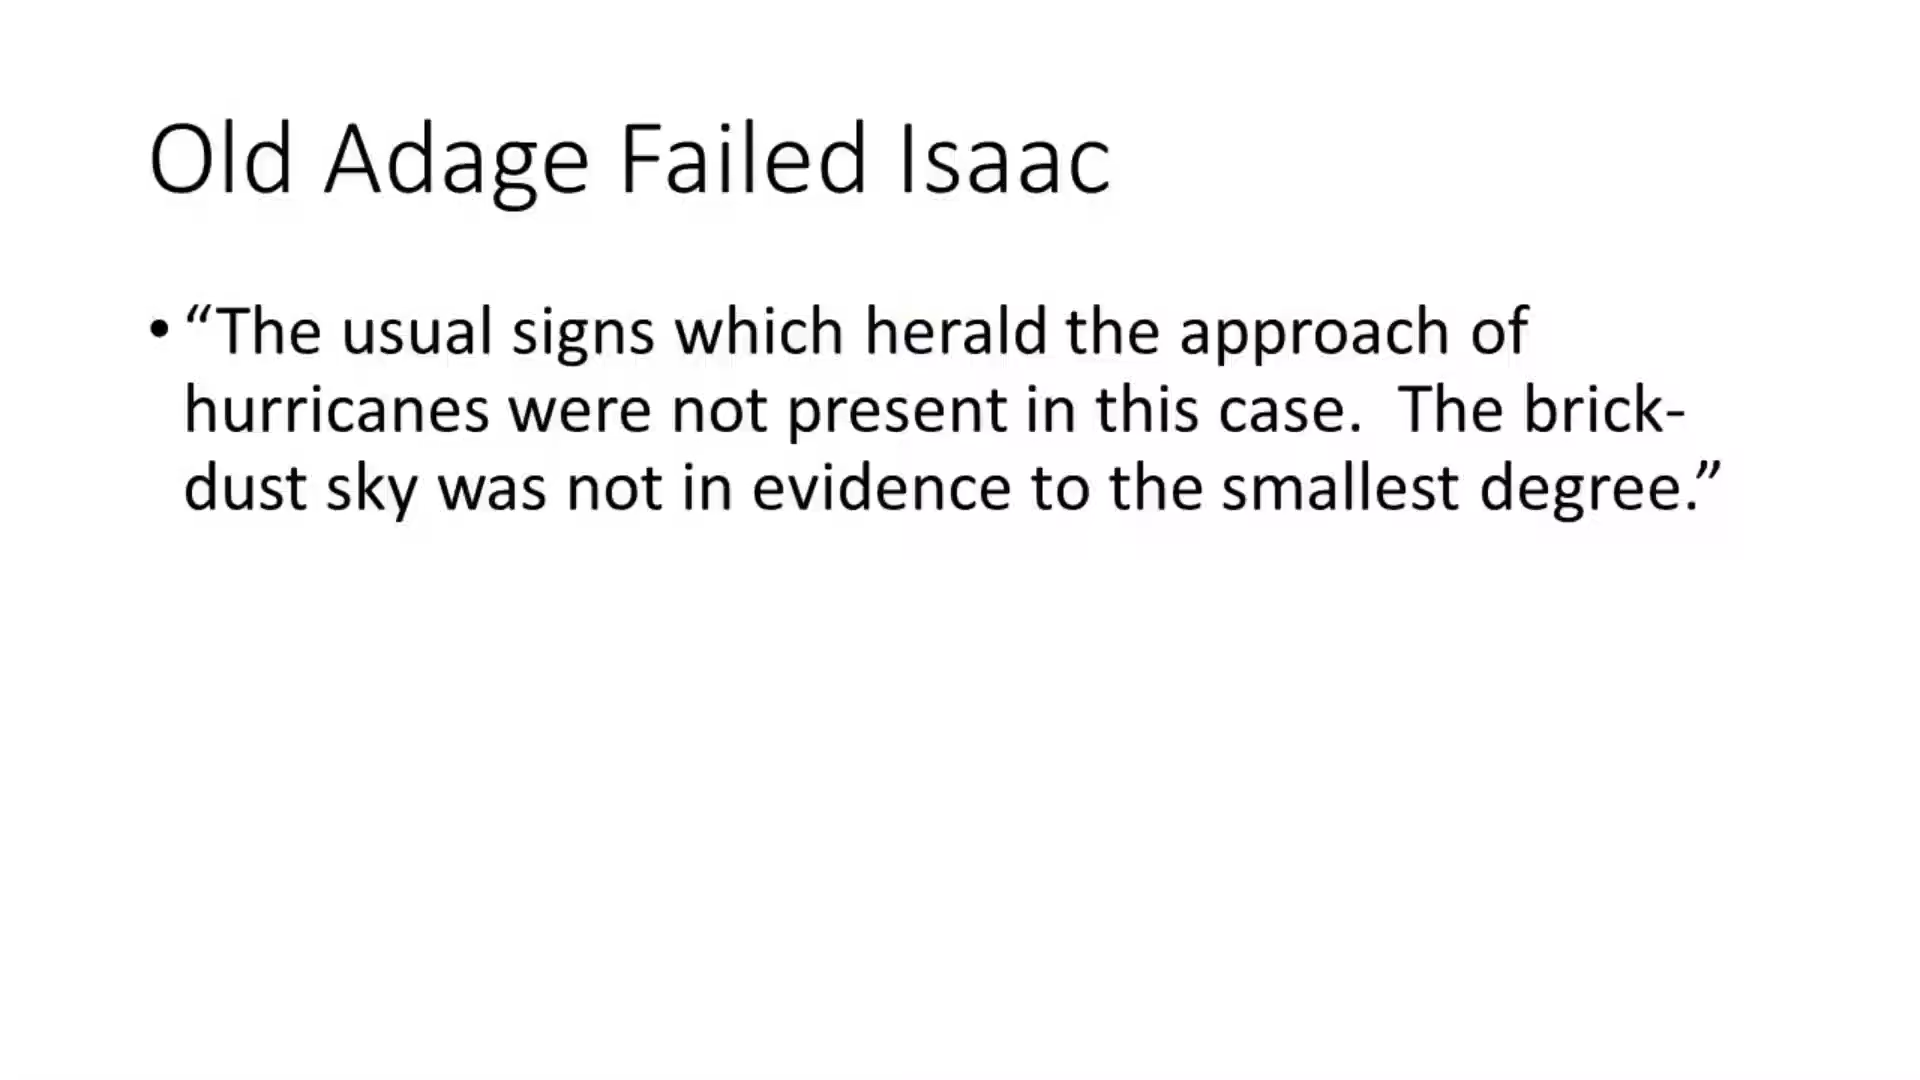 Old Adage Failed Isaac
• “The usual signs which herald the approach of
hurricanes were not present in this case.  The brick-
dust sky was not in evidence to the smallest degree.”